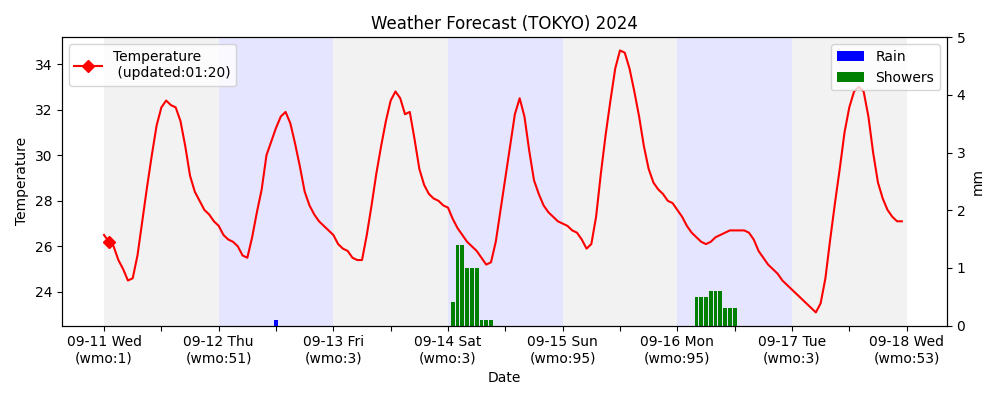 Weather Forecast (TOKYO) 2024
Temperature
(updated:01:20)
Rain
Showers
Temperature
34
32
30
28
26
24
5
4
3
2
1
0
mm
09-11 Wed
(wmo:1)
09-12 Thu
(wmo:51)
09-13 Fri
(wmo:3)
09-14 Sat
(wmo:3)
09-15 Sun
(wmo:95)
09-16 Mon
(wmo:95)
09-17 Tue
(wmo:3)
09-18 Wed
(wmo:53)
Date